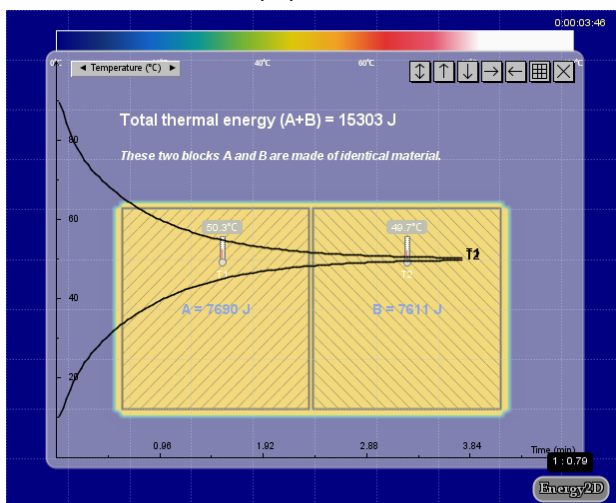 0:00:03:46
0°C
40°C
60°C
°C
◄ Temperature (°C) ►
Total thermal energy (A+B) = 15303 J
These two blocks A and B are made of identical material.
80
60
40
20
50.3°C
49.7°C
T1
T2
T2
A = 7690 J
B = 7611 J
0.96
1.92
2.88
3.84
Time (min)
1 : 0.79
Energy2D